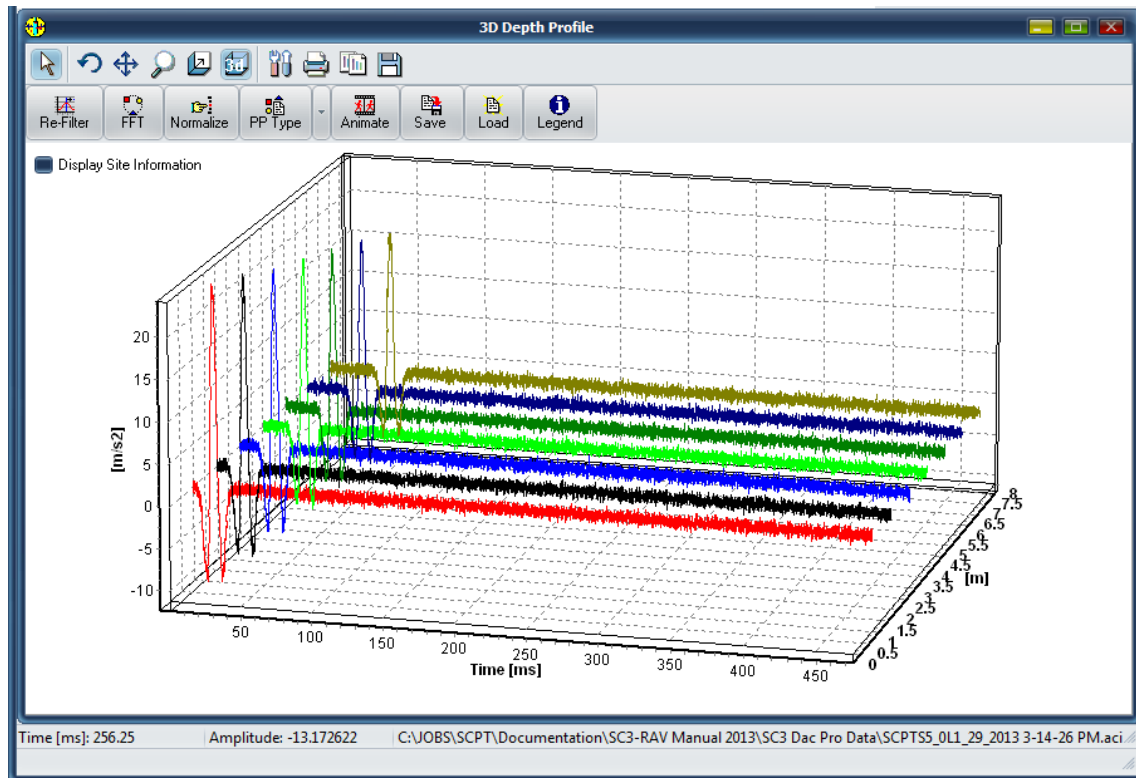 3D Depth Profile
3d
Re-Filter FFT Normalize PP Type Animate Save Load Legend
Display Site Information
20
15
10
5
0
-5
-10
[m/s2]
50 100 150 200 250 300 350 400 450
Time [ms]
0 0.5 1 1.5 2 2.5 3 3.5 4 4.5 5 5.5 6 6.5 7 7.5 8
[m]
Time [ms]: 256.25 Amplitude: -13.172622 C:\JOBS\SCPT\Documentation\SC3-RAV Manual 2013\SC3 Dac Pro Data\SCPTS5_0L1_29_2013 3-14-26 PM.aci